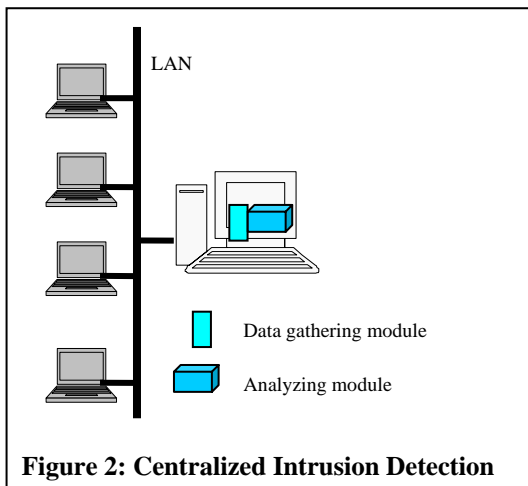 LAN
Data gathering module
Analyzing module
Figure 2: Centralized Intrusion Detection